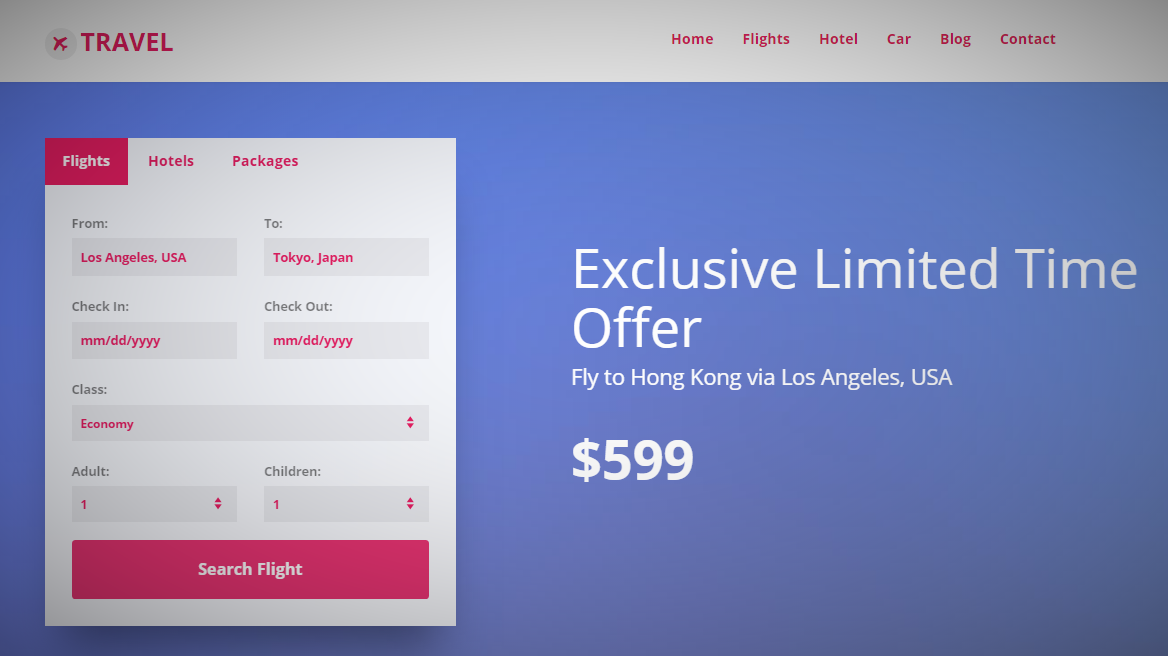 TRAVEL
Home Flights Hotel Car Blog Contact
Flights Hotels Packages
From: To:
Los Angeles, USA Tokyo, Japan
Check In: Check Out:
mm/dd/yyyy mm/dd/yyyy
Class:
Economy
Adult: Children:
1 1
Search Flight
Exclusive Limited Time
Offer
Fly to Hong Kong via Los Angeles, USA
$599